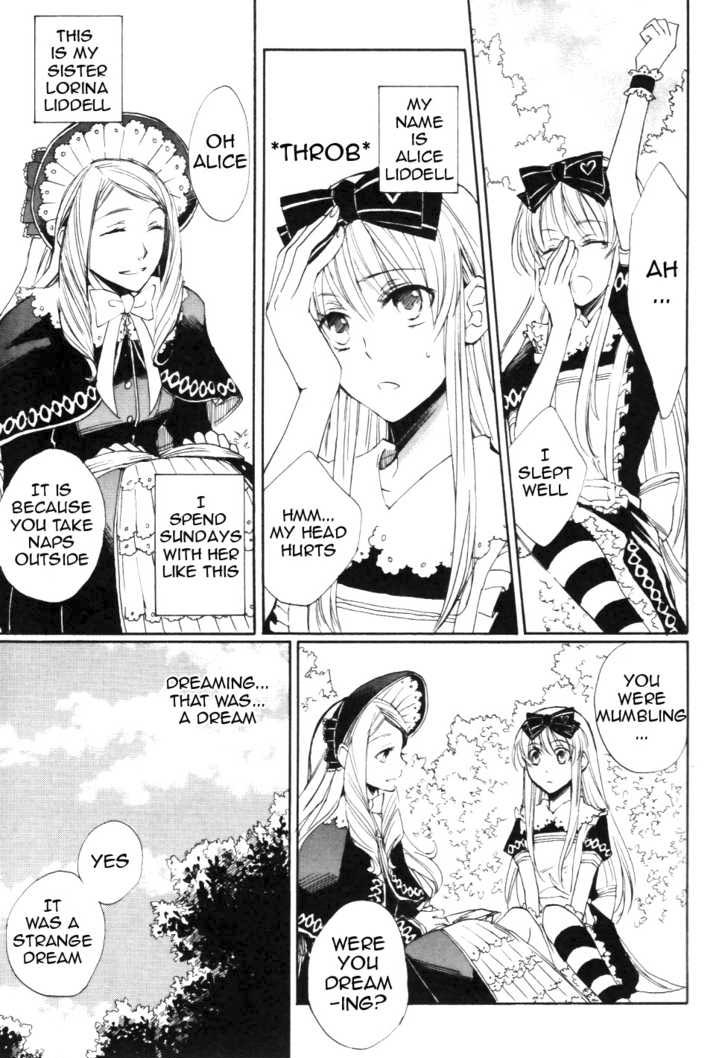 AH
...
I
SLEPT
WELL
MY
NAME
IS
ALICE
LIDDELL
*THROB*
HMM...
MY HEAD
HURTS
THIS
IS MY
SISTER
LORINA
LIDDELL
OH
ALICE
I
SPEND
SUNDAYS
WITH HER
LIKE THIS
IT IS
BECAUSE
YOU TAKE
NAPS
OUTSIDE
YOU
WERE
MUMBLING
...
WERE
YOU
DREAM
-ING?
DREAMING...
THAT WAS...
A DREAM
YES
IT
WAS A
STRANGE
DREAM